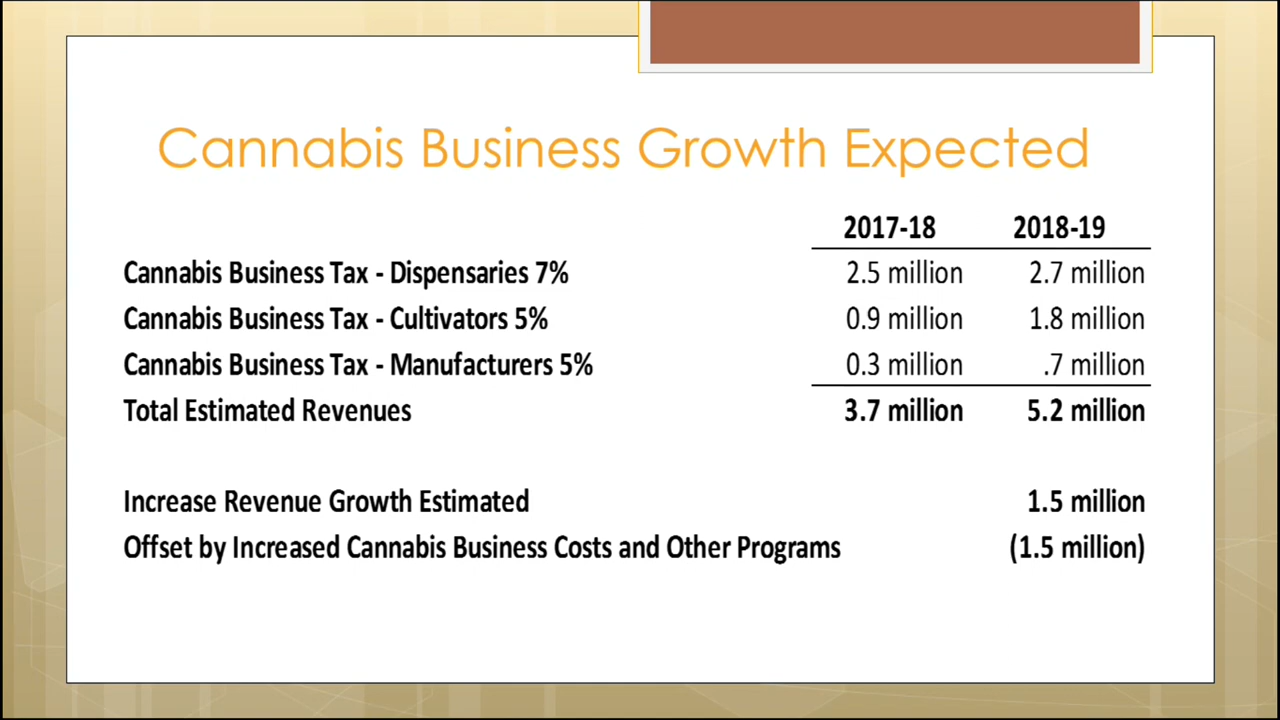 Cannabis Business Growth Expected
2017-18 2018-19
Cannabis Business Tax - Dispensaries 7% 2.5 million 2.7 million
Cannabis Business Tax - Cultivators 5% 0.9 million 1.8 million
Cannabis Business Tax - Manufacturers 5% 0.3 million .7 million
Total Estimated Revenues 3.7 million 5.2 million
Increase Revenue Growth Estimated 1.5 million
Offset by Increased Cannabis Business Costs and Other Programs (1.5 million)